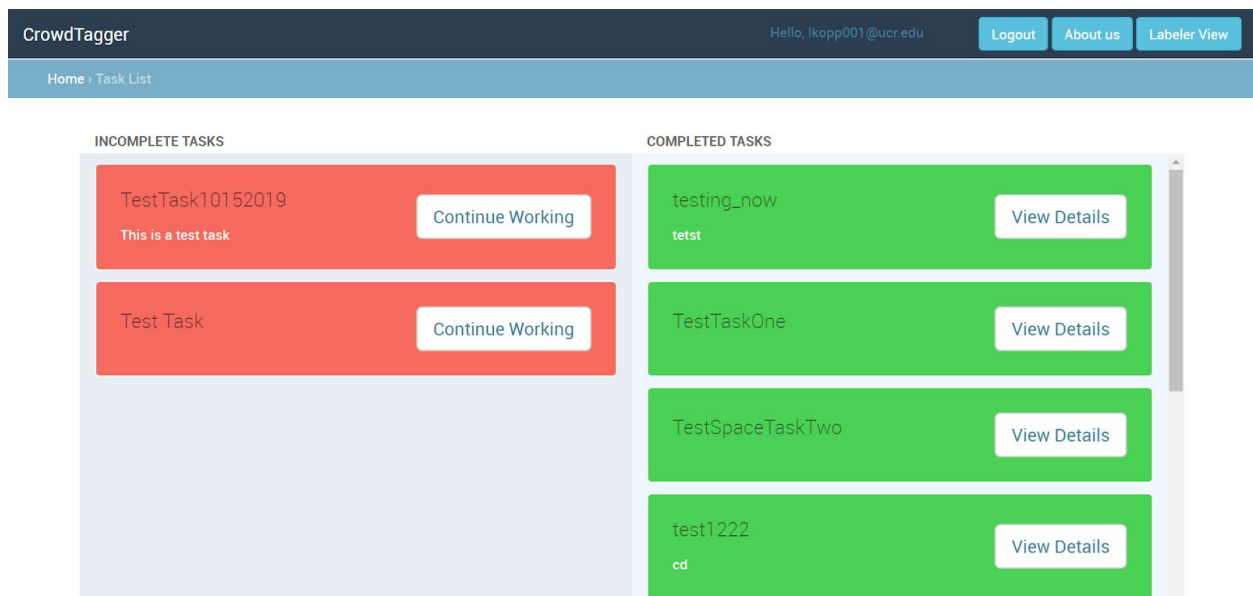 CrowdTagger
Hello, lkopp001@ucr.edu
Logout
About us
Labeler View
Home › Task List
INCOMPLETE TASKS
TestTask10152019
This is a test task
Continue Working
Test Task
Continue Working
COMPLETED TASKS
testing_now
tetst
View Details
TestTaskOne
View Details
TestSpaceTaskTwo
View Details
test1222
cd
View Details